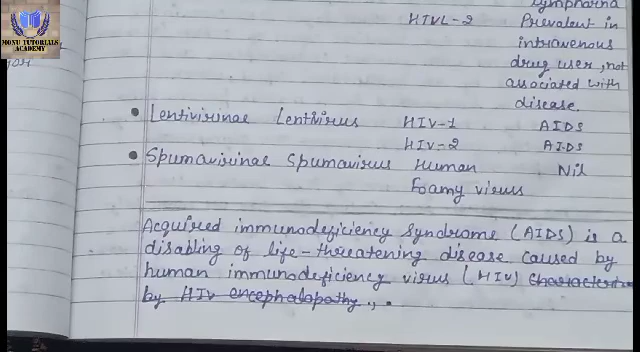 MONU TUTORIALS
ACADEMY
HTVL-2 Prevalent in
intravenous
drug user, not
associated with
disease.
• Lentivirinae Lentivirus HIV-1 AIDS
HIV-2 AIDS
• Spumavirinae Spumavirus Human Nil
Foamy virus
Acquired immunodeficiency Syndrome (AIDS) is a
disabling of life-threatening disease caused by
human immunodeficiency virus (HIV)
by HIV encephalopathy,.